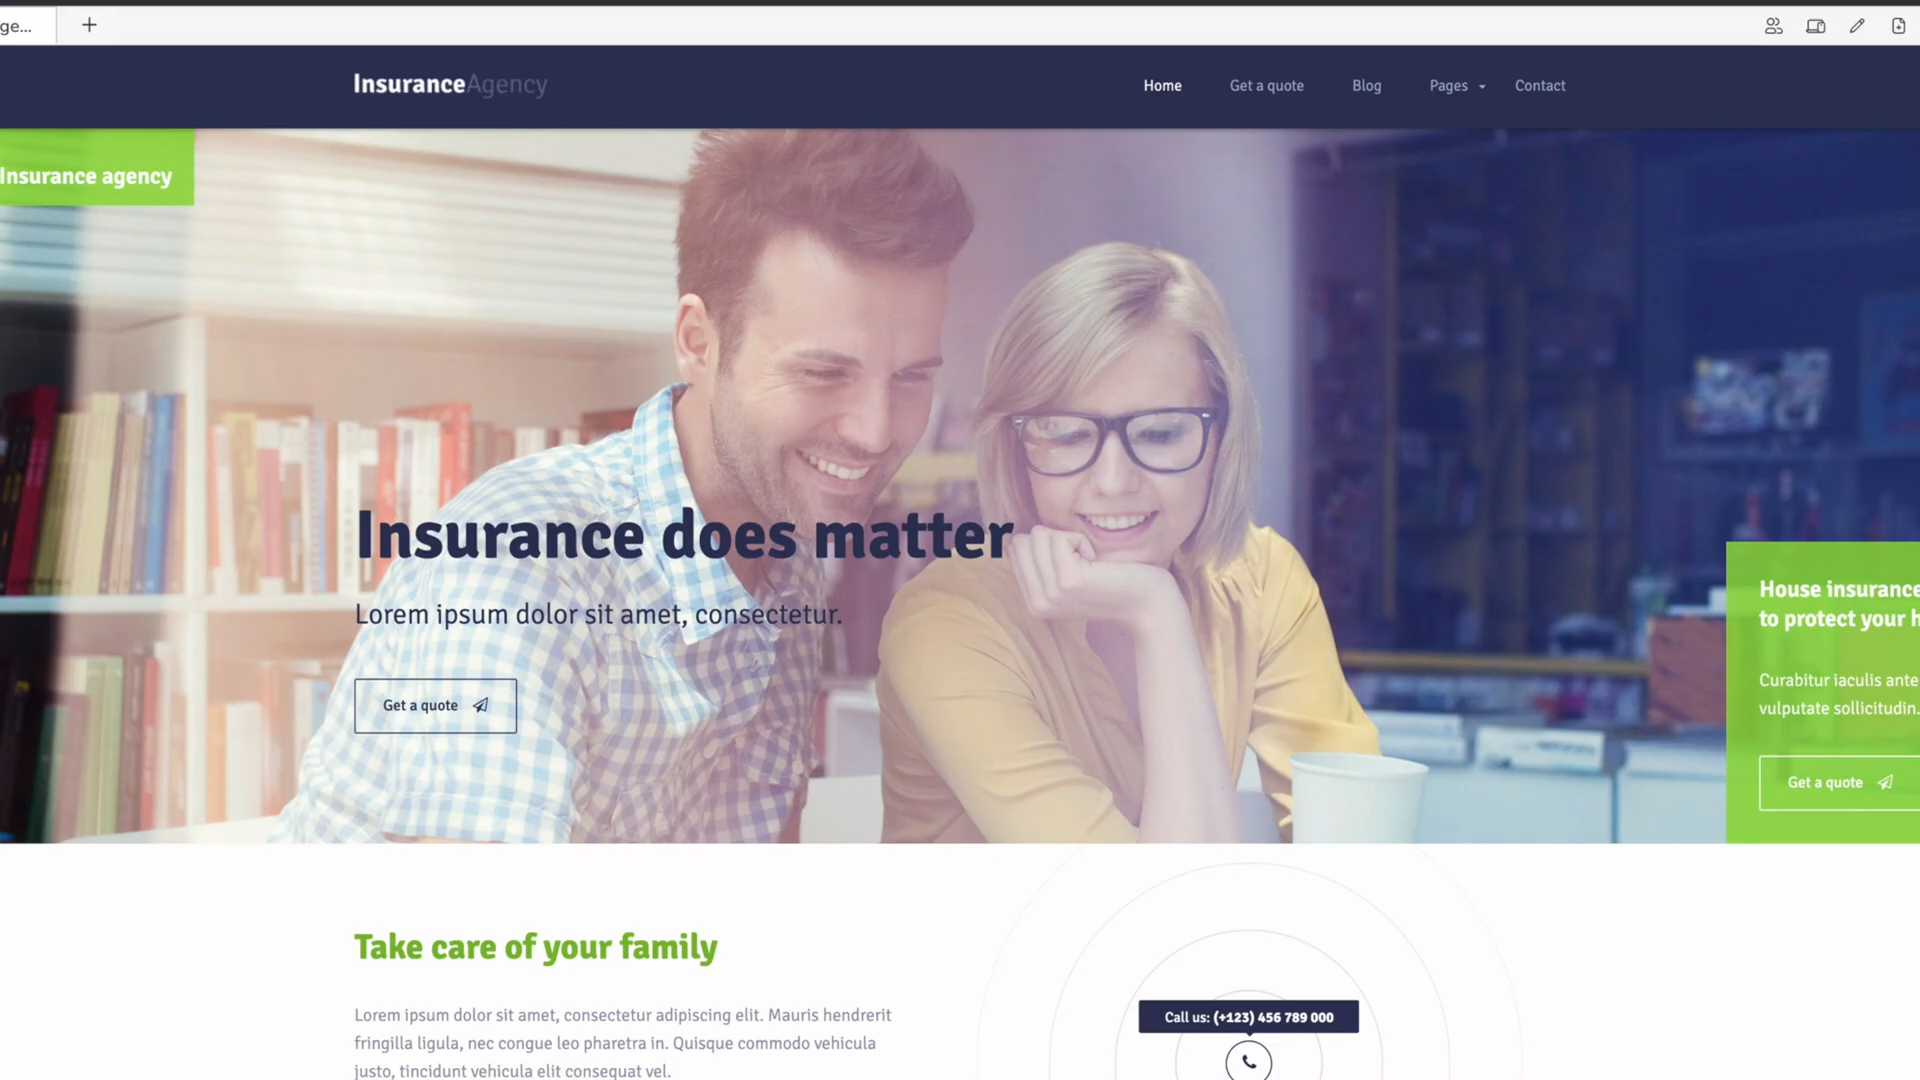 ge...
InsuranceAgency
Home
Get a quote
Blog
Pages
Contact
Insurance agency
Insurance does matter
Lorem ipsum dolor sit amet, consectetur.
Get a quote
House insurance
to protect your h
Curabitur iaculis ante
vulputate sollicitudin.
Get a quote
Take care of your family
Lorem ipsum dolor sit amet, consectetur adipiscing elit. Mauris hendrerit
fringilla ligula, nec congue leo pharetra in. Quisque commodo vehicula
justo, tincidunt vehicula elit consequat vel.
Call us: (+123) 456 789 000